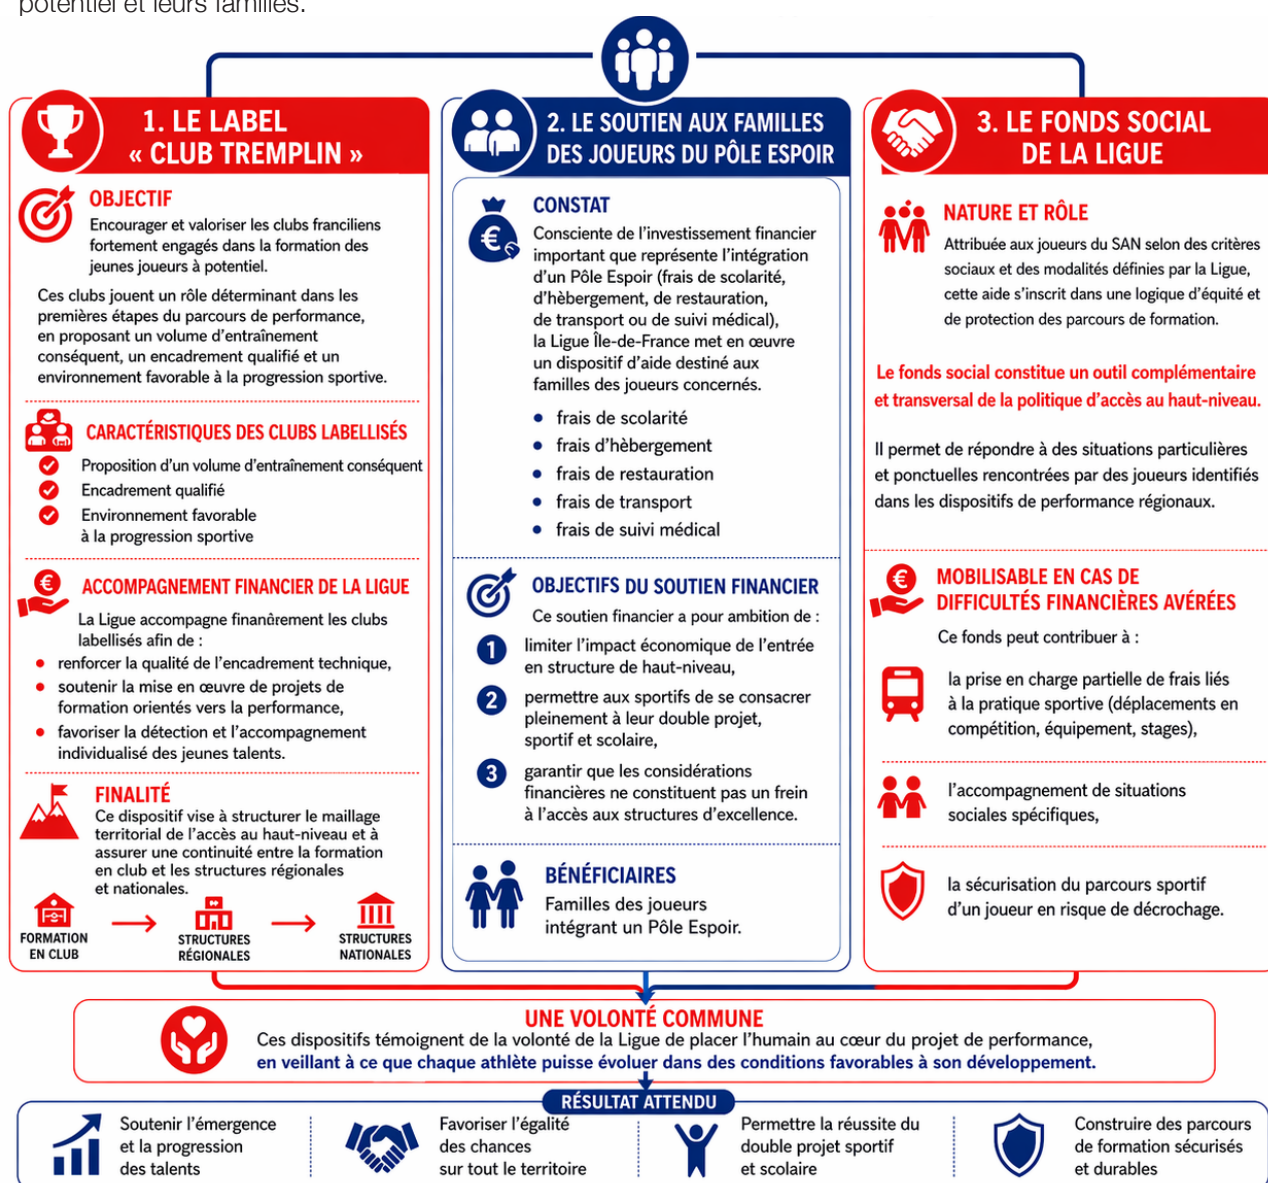 potentiel et leurs familles.
1. LE LABEL
« CLUB TREMPLIN »
OBJECTIF
Encourager et valoriser les clubs franciliens
fortement engagés dans la formation des
jeunes joueurs à potentiel.
Ces clubs jouent un rôle déterminant dans les
premières étapes du parcours de performance,
en proposant un volume d'entraînement
conséquent, un encadrement qualifié et un
environnement favorable à la progression sportive.
CARACTÉRISTIQUES DES CLUBS LABELLISÉS
Proposition d'un volume d'entraînement conséquent
Encadrement qualifié
Environnement favorable
à la progression sportive
ACCOMPAGNEMENT FINANCIER DE LA LIGUE
La Ligue accompagne finanûrement les clubs
labellisés afin de :
renforcer la qualité de l'encadrement technique,
soutenir la mise en œuvre de projets de
formation orientés vers la performance,
favoriser la détection et l'accompagnement
individualisé des jeunes talents.
FINALITÉ
Ce dispositif vise à structurer le maillage
territorial de l'accès au haut-niveau et à
assurer une continuité entre la formation
en club et les structures régionales
et nationales.
FORMATION
EN CLUB
STRUCTURES
RÉGIONALES
STRUCTURES
NATIONALES
2. LE SOUTIEN AUX FAMILLES
DES JOUEURS DU PÔLE ESPOIR
CONSTAT
Consciente de l'investissement financier
important que représente l'intégration
d'un Pôle Espoir (frais de scolarité,
d'hèbergement, de restauration,
de transport ou de suivi médical),
la Ligue Île-de-France met en œuvre
un dispositif d'aide destiné aux
familles des joueurs concernés.
frais de scolarité
frais d'hèbergement
frais de restauration
frais de transport
frais de suivi médical
OBJECTIFS DU SOUTIEN FINANCIER
Ce soutien financier a pour ambition de :
1 limiter l'impact économique de l'entrée
en structure de haut-niveau,
2 permettre aux sportifs de se consacrer
pleinement à leur double projet,
sportif et scolaire,
3 garantir que les considérations
financières ne constituent pas un frein
à l'accès aux structures d'excellence.
BÉNÉFICIAIRES
Familles des joueurs
intégrant un Pôle Espoir.
3. LE FONDS SOCIAL
DE LA LIGUE
NATURE ET RÔLE
Attribuée aux joueurs du SAN selon des critères
sociaux et des modalités définies par la Ligue,
cette aide s'inscrit dans une logique d'équité et
de protection des parcours de formation.
Le fonds social constitue un outil complémentaire
et transversal de la politique d'accès au haut-niveau.
Il permet de répondre à des situations particulières
et ponctuelles rencontrées par des joueurs identifiés
dans les dispositifs de performance régionaux.
MOBILISABLE EN CAS DE
DIFFICULTÉS FINANCIÈRES AVÉRÉES
Ce fonds peut contribuer à :
la prise en charge partielle de frais liés
à la pratique sportive (déplacements en
compétition, équipement, stages),
l'accompagnement de situations
sociales spécifiques,
la sécurisation du parcours sportif
d'un joueur en risque de décrochage.
UNE VOLONTÉ COMMUNE
Ces dispositifs témoignent de la volonté de la Ligue de placer l'humain au cœur du projet de performance,
en veillant à ce que chaque athlète puisse évoluer dans des conditions favorables à son développement.
RÉSULTAT ATTENDU
Soutenir l'émergence
et la progression
des talents
Favoriser l'égalité
des chances
sur tout le territoire
Permettre la réussite du
double projet sportif
et scolaire
Construire des parcours
de formation sécurisés
et durables